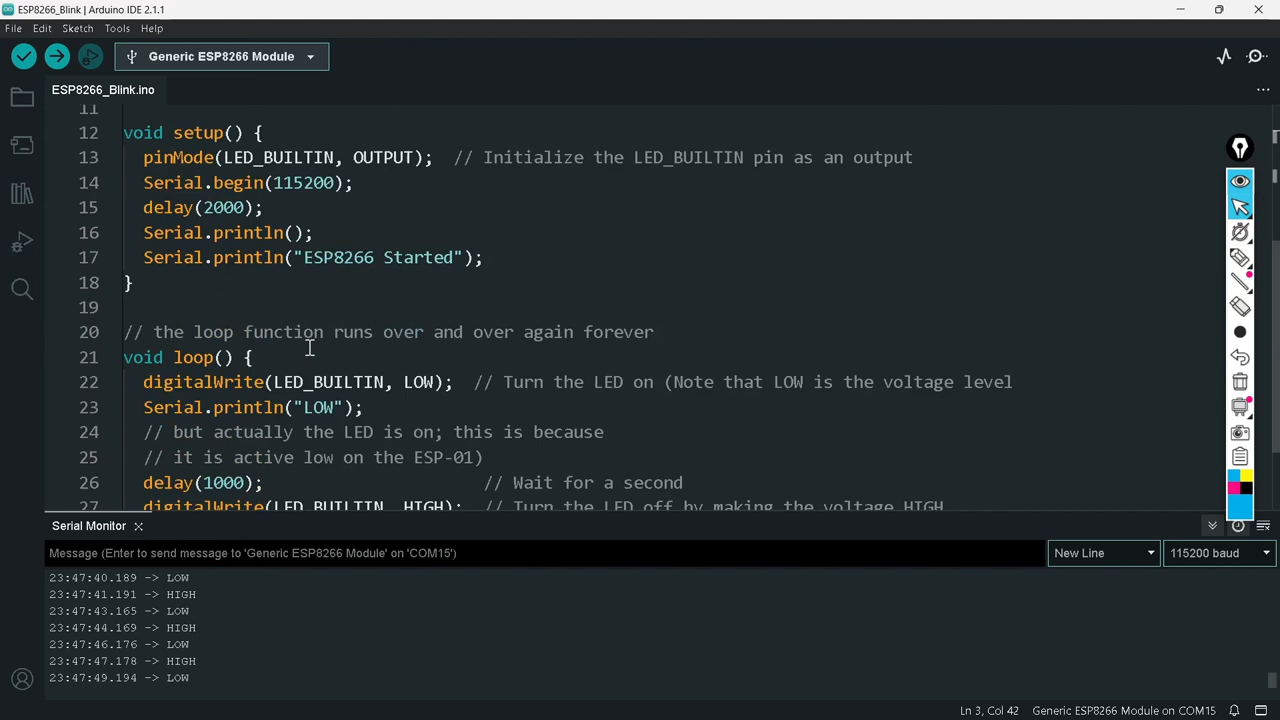 ESP8266_Blink | Arduino IDE 2.1.1
File Edit Sketch Tools Help
Generic ESP8266 Module
ESP8266_Blink.ino
11
12 void setup() {
13 pinMode(LED_BUILTIN, OUTPUT); // Initialize the LED_BUILTIN pin as an output
14 Serial.begin(115200);
15 delay(2000);
16 Serial.println();
17 Serial.println("ESP8266 Started");
18 }
19
20 // the loop function runs over and over again forever
21 void loop() {
22 digitalWrite(LED_BUILTIN, LOW); // Turn the LED on (Note that LOW is the voltage level
23 Serial.println("LOW");
24 // but actually the LED is on; this is because
25 // it is active low on the ESP-01)
26 delay(1000); // Wait for a second
27 digitalWrite(LED_BUILTIN, HIGH); // Turn the LED off by making the voltage HIGH
Serial Monitor
Message (Enter to send message to 'Generic ESP8266 Module' on 'COM15') New Line 115200 baud
23:47:40.189 -> LOW
23:47:41.191 -> HIGH
23:47:43.165 -> LOW
23:47:44.169 -> HIGH
23:47:46.176 -> LOW
23:47:47.178 -> HIGH
23:47:49.194 -> LOW
Ln 3, Col 42 Generic ESP8266 Module on COM15